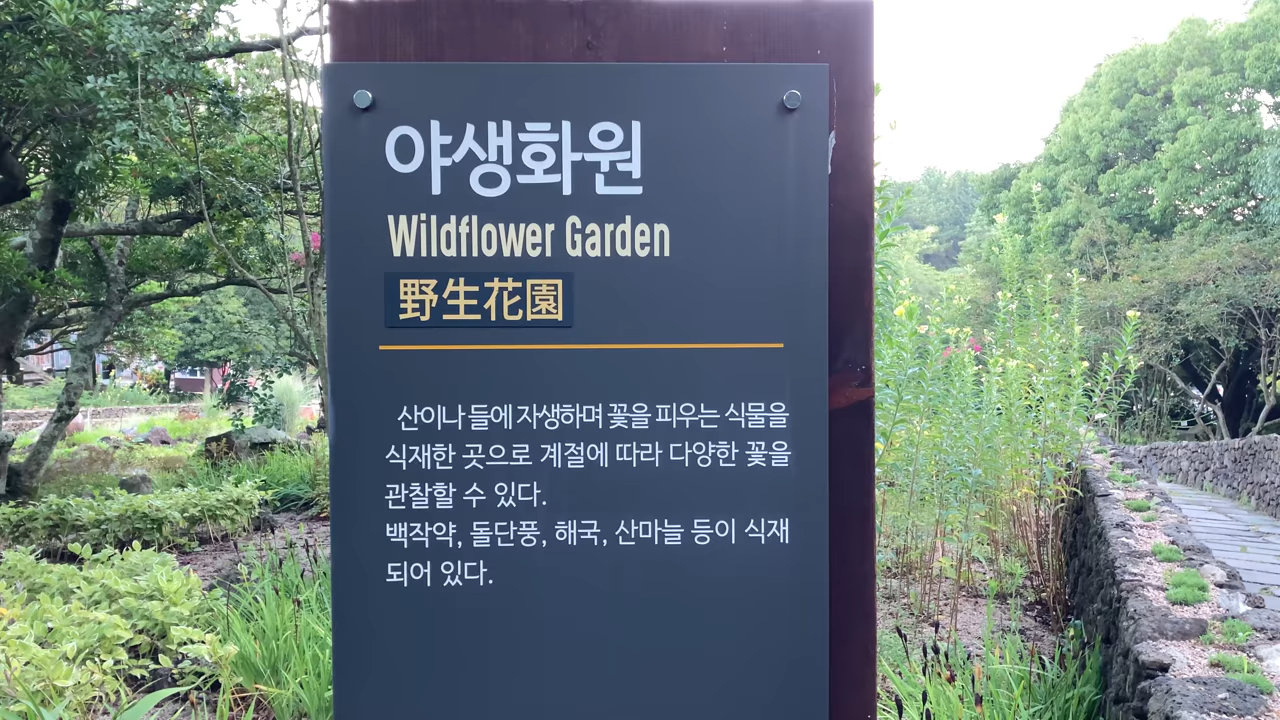 야생화원
Wildflower Garden
野生花園
산이나 들에 자생하며 꽃을 피우는 식물을
식재한 곳으로 계절에 따라 다양한 꽃을
관찰할 수 있다.
백작약, 돌단풍, 해국, 산마늘 등이 식재
되어 있다.